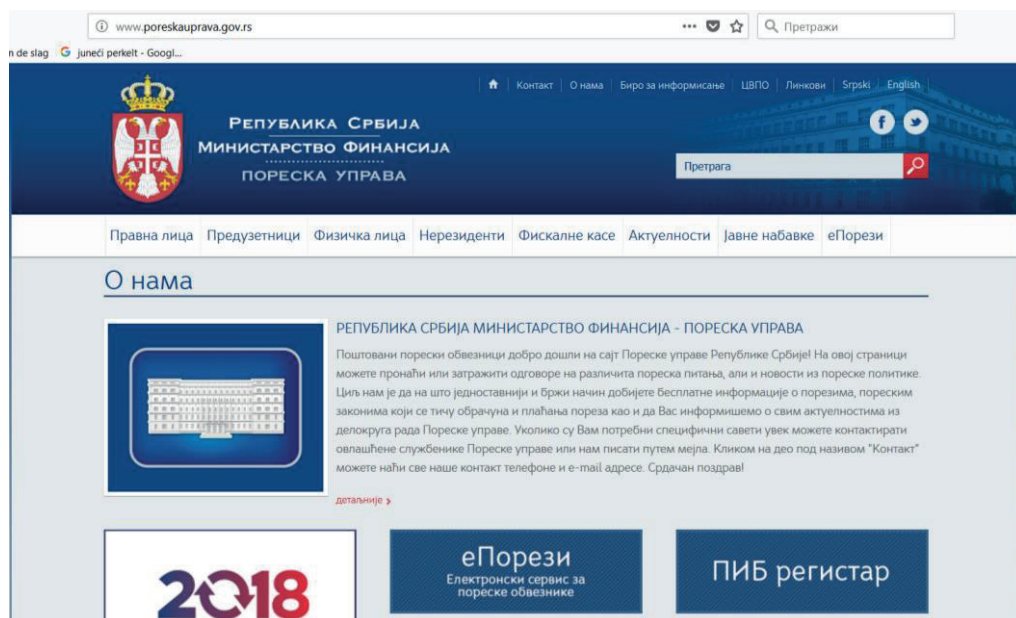 www.poreskauprava.gov.rs
Претражи
n de slag
juneći perkelt - Googl...
Контакт
О нама
Биро за информисање
ЦВПО
Линкови
Srpski
English
Република Србија
Министарство Финансија
ПОРЕСКА УПРАВА
Претрага
Правна лица
Предузетници
Физичка лица
Нерезиденти
Фискалне касе
Актуелности
Јавне набавке
еПорези
О нама
РЕПУБЛИКА СРБИЈА МИНИСТАРСТВО ФИНАНСИЈА - ПОРЕСКА УПРАВА
Поштовани порески обвезници добро дошли на сајт Пореске управе Републике Србије! На овој страници
можете пронаћи или затражити одговоре на различита пореска питања, али и новости из пореске политике.
Циљ нам је да на што једноставнији и бржи начин добијете бесплатне информације о порезима, пореским
законима који се тичу обрачуна и плаћања пореза као и да Вас информишемо о свим актуелностима из
делокруга рада Пореске управе. Уколико су Вам потребни специфични савети увек можете контактирати
овлашћене службенике Пореске управе или нам писати путем мејла. Кликом на део под називом "Контакт"
можете наћи све наше контакт телефоне и e-mail адресе. Срдачан поздрав!
детаљније
2018
еПорези
Електронски сервис за
пореске обвезнике
ПИБ регистар